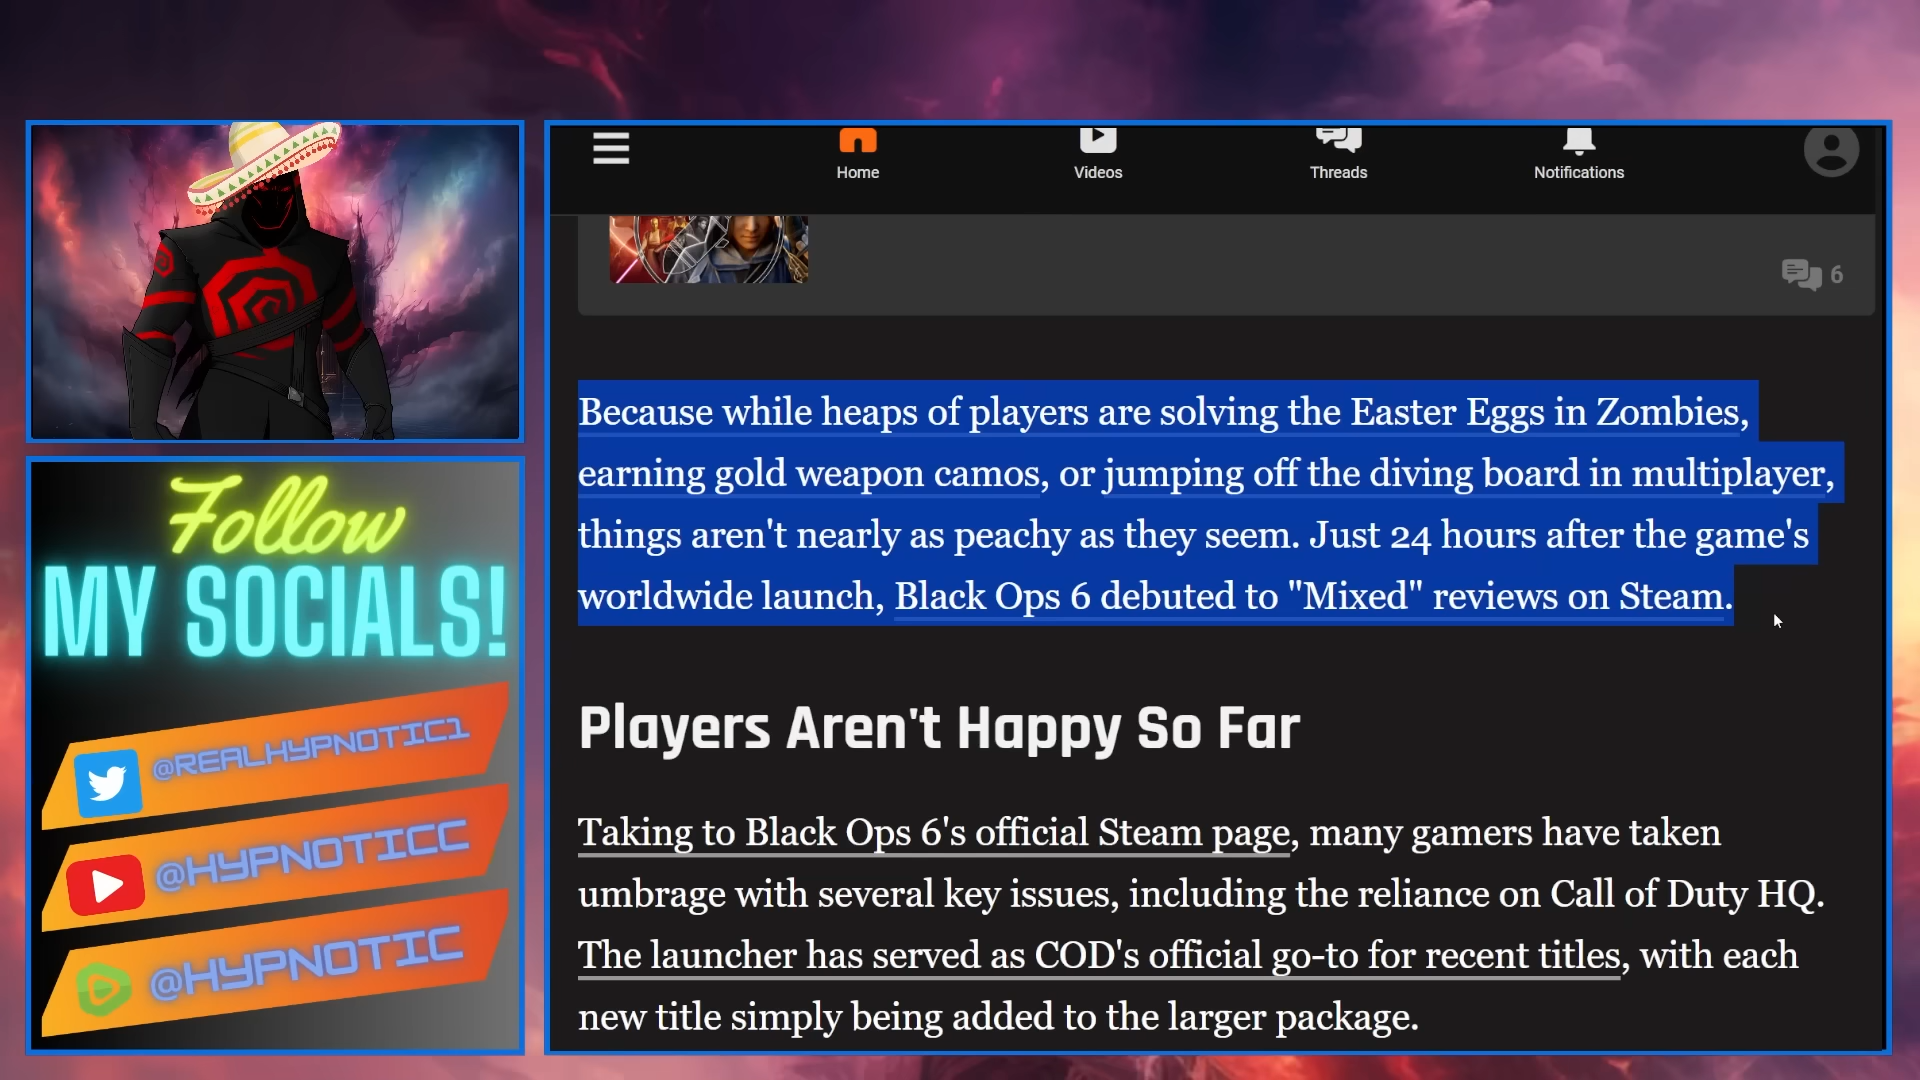 Home
Videos
Threads
Notifications
6
Because while heaps of players are solving the Easter Eggs in Zombies,
earning gold weapon camos, or jumping off the diving board in multiplayer,
things aren't nearly as peachy as they seem. Just 24 hours after the game's
worldwide launch, Black Ops 6 debuted to "Mixed" reviews on Steam.
Players Aren't Happy So Far
Taking to Black Ops 6's official Steam page, many gamers have taken
umbrage with several key issues, including the reliance on Call of Duty HQ.
The launcher has served as COD's official go-to for recent titles, with each
new title simply being added to the larger package.
Follow
MY SOCIALS!
@REALHYPNOTIC1
@HYPNOTICC
@HYPNOTIC